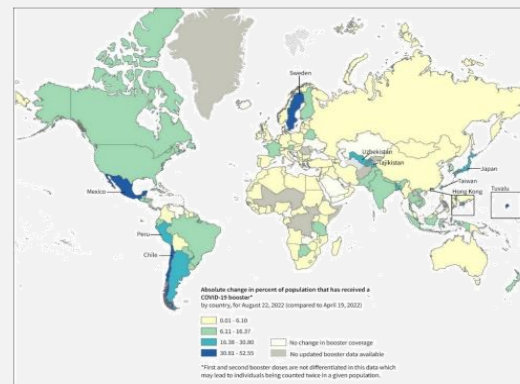 Sweden
Uzbekistan
Tajikistan
Japan
Taiwan
Hong Kong
Tuvalu
Mexico
Peru
Chile
Absolute change in percent of population that has received a
COVID-19 booster*
by country, for August 22, 2022 (compared to April 19, 2022)
0.01 - 6.10
6.11 - 16.37
16.38 - 30.80
30.81 - 52.55
No change in booster coverage
No updated booster data available
*First and second booster doses are not differentiated in this data which
may lead to individuals being counted twice in a given population.